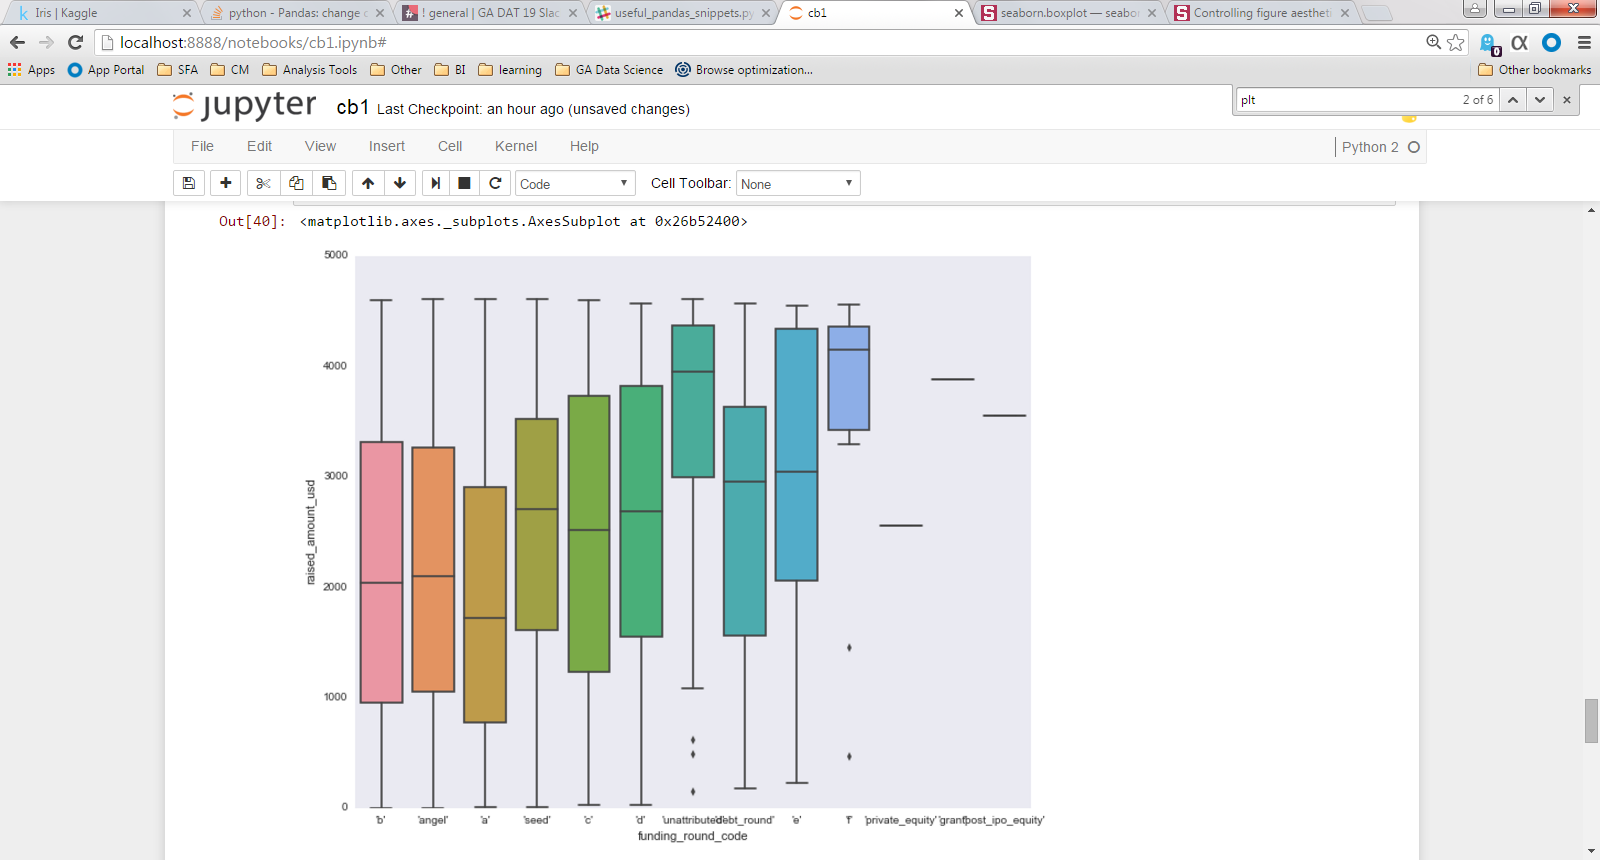 Iris | Kaggle
python - Pandas: change c
! general | GA DAT 19 Slac
useful_pandas_snippets.py
cb1
seaborn.boxplot — seabor
Controlling figure aestheti
localhost:8888/notebooks/cb1.ipynb#
0
Apps App Portal SFA CM Analysis Tools Other BI learning GA Data Science Browse optimization... Other bookmarks
plt 2 of 6
jupyter cb1 Last Checkpoint: an hour ago (unsaved changes)
File Edit View Insert Cell Kernel Help Python 2
Code Cell Toolbar: None
Out[40]: <matplotlib.axes._subplots.AxesSubplot at 0x26b52400>
5000
4000
3000
2000
1000
0
raised_amount_usd
'b' 'angel' 'a' 'seed' 'c' 'd' 'unattributed' 'debt_round' 'e' 'f' 'private_equity' 'grant' 'post_ipo_equity'
funding_round_code